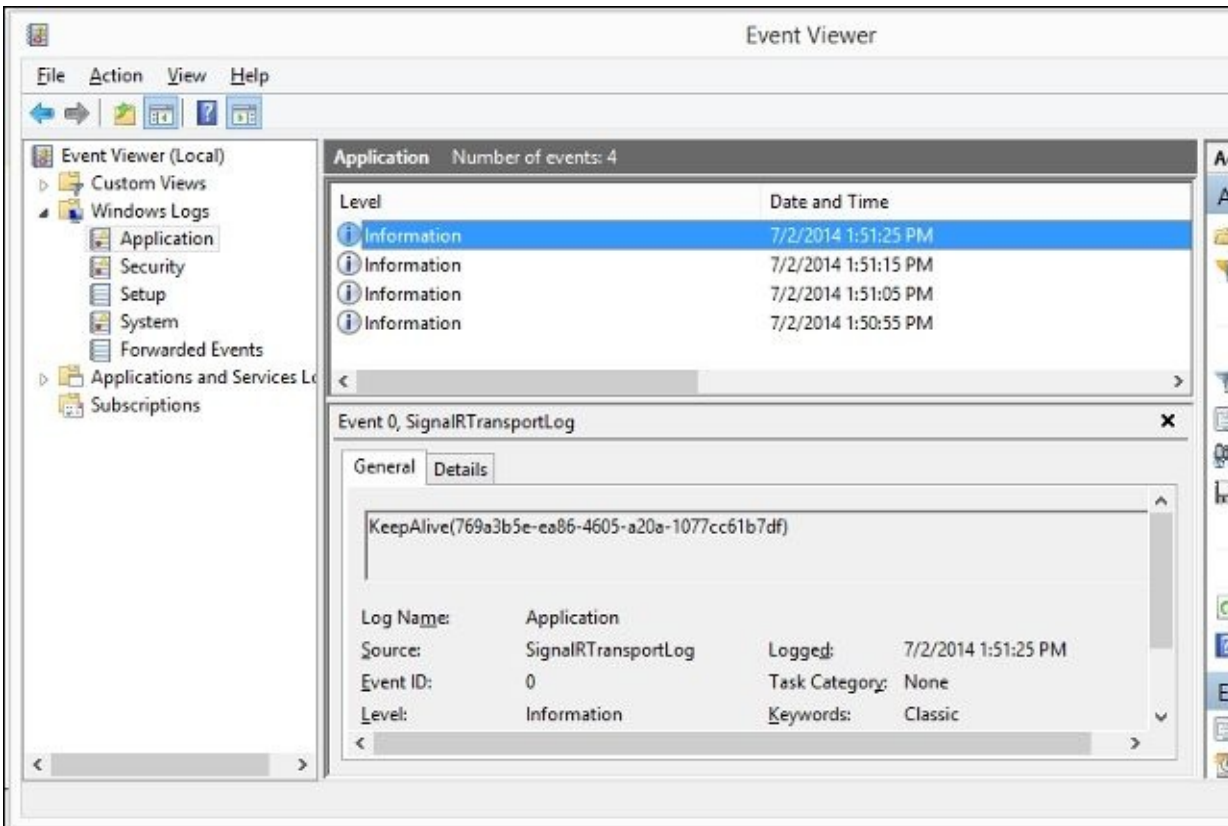 Event Viewer
File Action View Help
Event Viewer (Local)
Custom Views
Windows Logs
Application
Security
Setup
System
Forwarded Events
Applications and Services Lo
Subscriptions
Application Number of events: 4
Level Date and Time
Information 7/2/2014 1:51:25 PM
Information 7/2/2014 1:51:15 PM
Information 7/2/2014 1:51:05 PM
Information 7/2/2014 1:50:55 PM
Event 0, SignalRTransportLog
General Details
KeepAlive(769a3b5e-ea86-4605-a20a-1077cc61b7df)
Log Name: Application
Source: SignalRTransportLog Logged: 7/2/2014 1:51:25 PM
Event ID: 0 Task Category: None
Level: Information Keywords: Classic